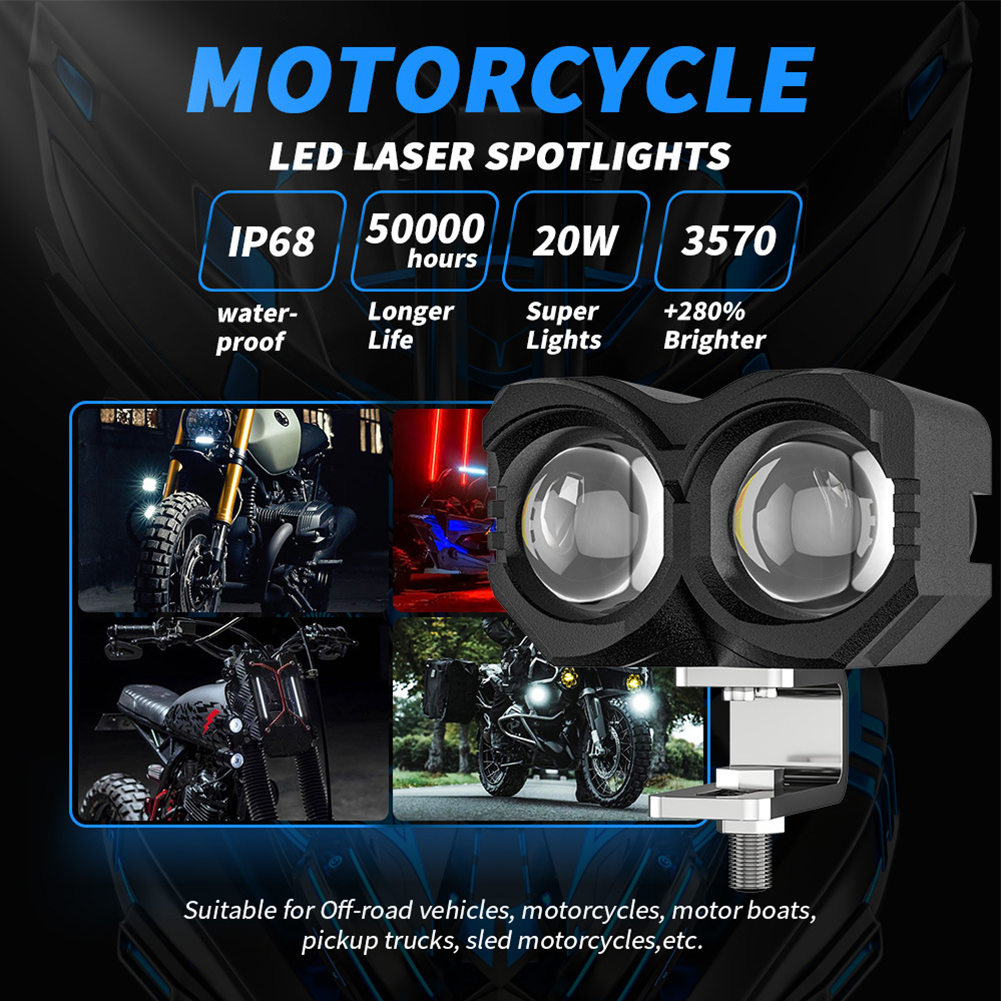 MOTORCYCLE
LED LASER SPOTLIGHTS
IP68
50000
hours
20W
3570
water-
proof
Longer
Life
Super
Lights
+280%
Brighter
Suitable for Off-road vehicles, motorcycles, motor boats,
pickup trucks, sled motorcycles,etc.